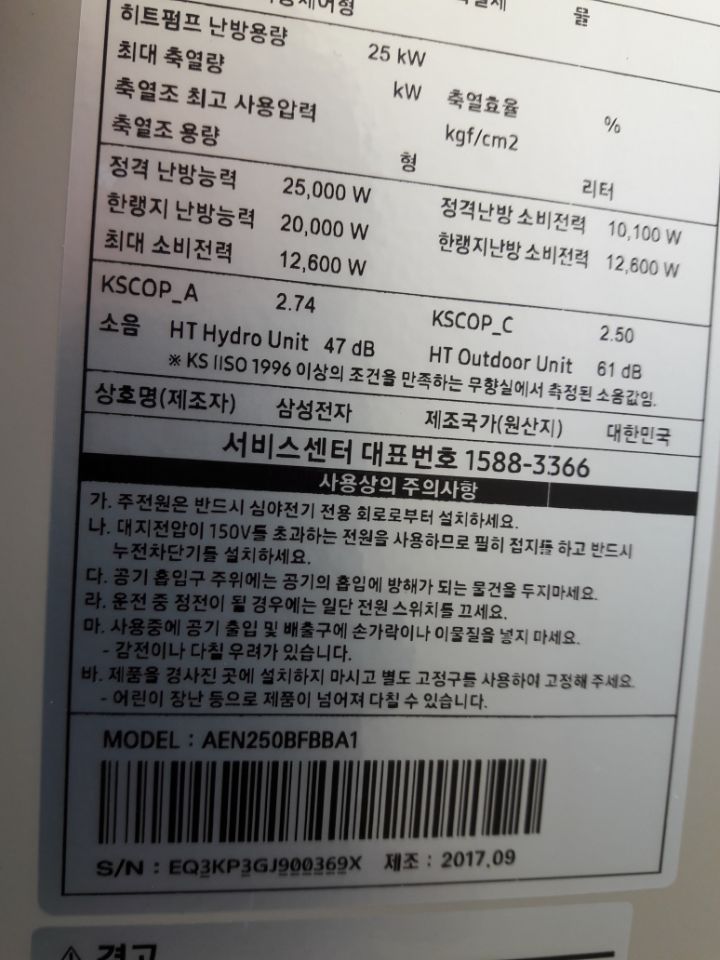 물
히트펌프 난방용량 25 kW
최대 축열량 kW 축열효율 %
축열조 최고 사용압력 kgf/cm2
축열조 용량 형 리터
정격 난방능력 25,000 W 정격난방 소비전력 10,100 W
한랭지 난방능력 20,000 W 한랭지난방 소비전력 12,600 W
최대 소비전력 12,600 W
KSCOP_A 2.74 KSCOP_C 2.50
소음 HT Hydro Unit 47 dB HT Outdoor Unit 61 dB
※ KS IISO 1996 이상의 조건을 만족하는 무향실에서 측정된 소음값임.
상호명(제조자) 삼성전자 제조국가(원산지) 대한민국
서비스센터 대표번호 1588-3366
사용상의 주의사항
가. 주전원은 반드시 심야전기 전용 회로로부터 설치하세요.
나. 대지전압이 150V를 초과하는 전원을 사용하므로 필히 접지를 하고 반드시
누전차단기를 설치하세요.
다. 공기 흡입구 주위에는 공기의 흡입에 방해가 되는 물건을 두지마세요.
라. 운전 중 정전이 될 경우에는 일단 전원 스위치를 끄세요.
마. 사용중에 공기 출입 및 배출구에 손가락이나 이물질을 넣지 마세요.
- 감전이나 다칠 우려가 있습니다.
바. 제품을 경사진 곳에 설치하지 마시고 별도 고정구를 사용하여 고정해 주세요.
- 어린이 장난 등으로 제품이 넘어져 다칠 수 있습니다.
MODEL : AEN250BFBBA1
S/N : EQ3KP3GJ900369X 제조 : 2017.09
경고